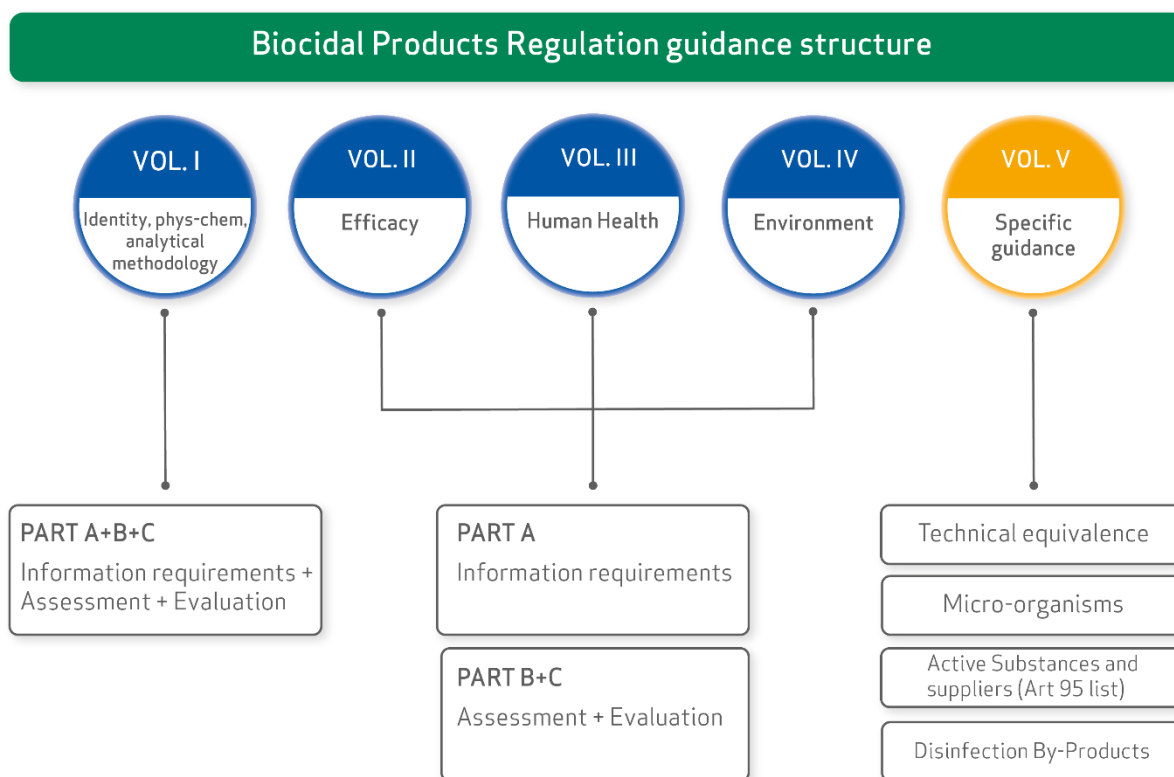 Biocidal Products Regulation guidance structure
VOL. I
Identity, phys-chem,
analytical
methodology
VOL. II
Efficacy
VOL. III
Human Health
VOL. IV
Environment
VOL. V
Specific
guidance
PART A+B+C
Information requirements +
Assessment + Evaluation
PART A
Information requirements
PART B+C
Assessment + Evaluation
Technical equivalence
Micro-organisms
Active Substances and
suppliers (Art 95 list)
Disinfection By-Products